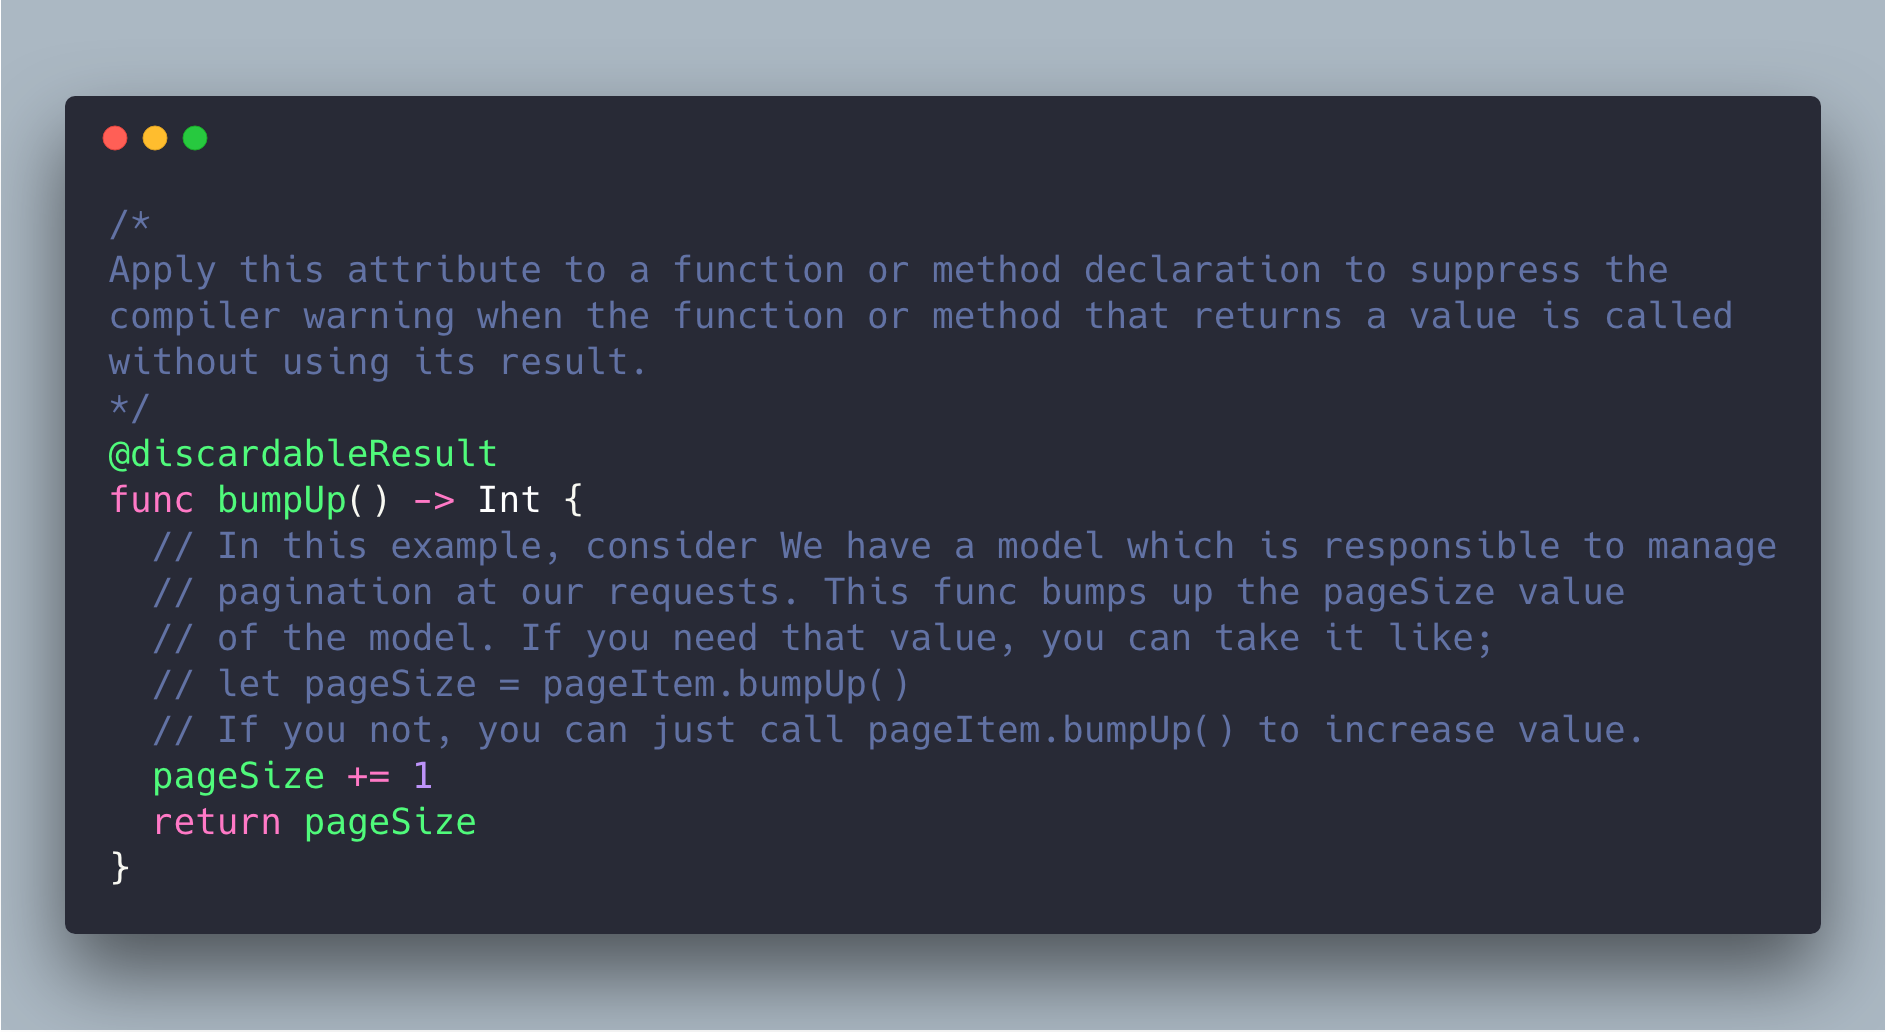 /*
Apply this attribute to a function or method declaration to suppress the
compiler warning when the function or method that returns a value is called
without using its result.
*/
@discardableResult
func bumpUp() -> Int {
  // In this example, consider We have a model which is responsible to manage
  // pagination at our requests. This func bumps up the pageSize value
  // of the model. If you need that value, you can take it like;
  // let pageSize = pageItem.bumpUp()
  // If you not, you can just call pageItem.bumpUp() to increase value.
  pageSize += 1
  return pageSize
}